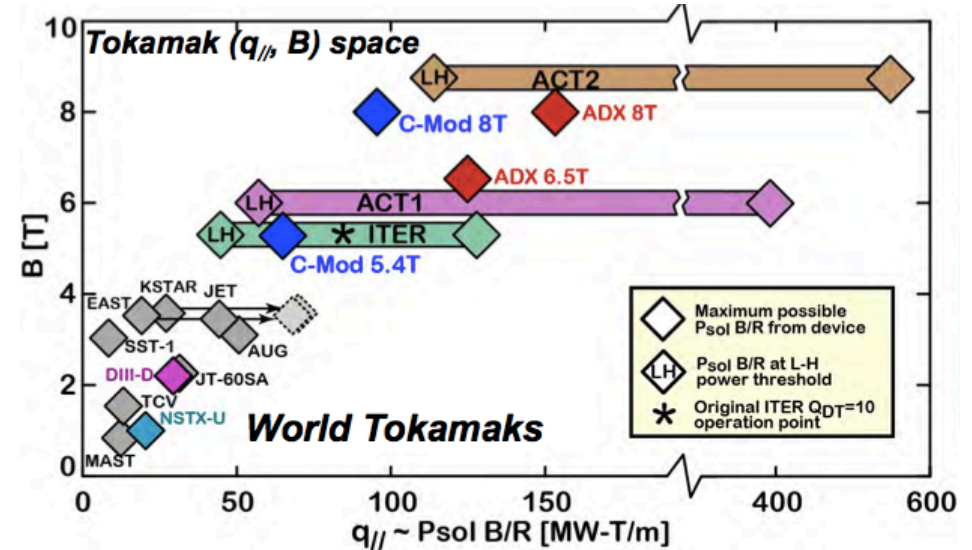 Tokamak (q//, B) space
10
8
6
4
2
0
B [T]
LH
ACT2
C-Mod 8T
ADX 8T
ADX 6.5T
LH
ACT1
LH
* ITER
C-Mod 5.4T
EAST
KSTAR
JET
SST-1
AUG
DIII-D
JT-60SA
TCV
NSTX-U
MAST
World Tokamaks
Maximum possible
Psol B/R from device
LH
Psol B/R at L-H
power threshold
* Original ITER QDT=10
operation point
0 50 100 150 400 600
q// ~ Psol B/R [MW-T/m]